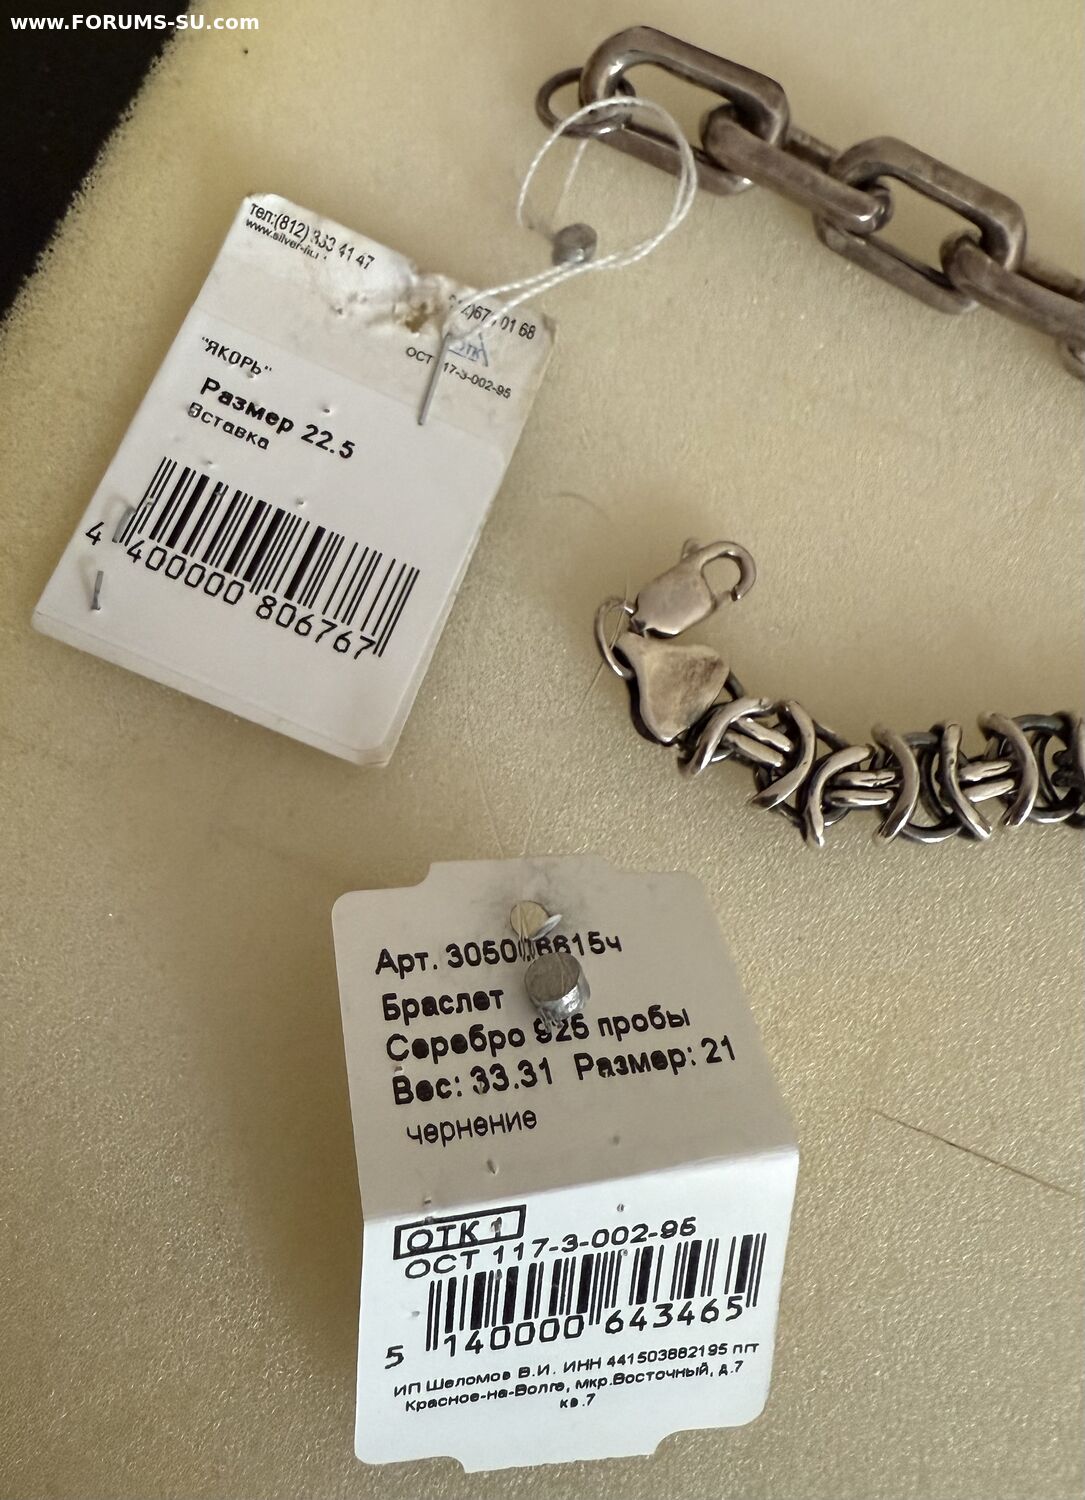 www.FORUMS-SU.com
тел:(812) 333 41 47
www.silver-
01 68
ОСТ 117-3-002-95
"ЯКОРЬ"
Размер 22.5
Вставка
4 400000 806767
Арт. 305006615ч
Браслет
Серебро 925 пробы
Вес: 33.31 Размер: 21
чернение
ОТК 1
ОСТ 117-3-002-95
5 140000 643465
ИП Шеломов В.И. ИНН 441503882195 пгт
Красное-на-Волге, мкр.Восточный, д.7
кв.7